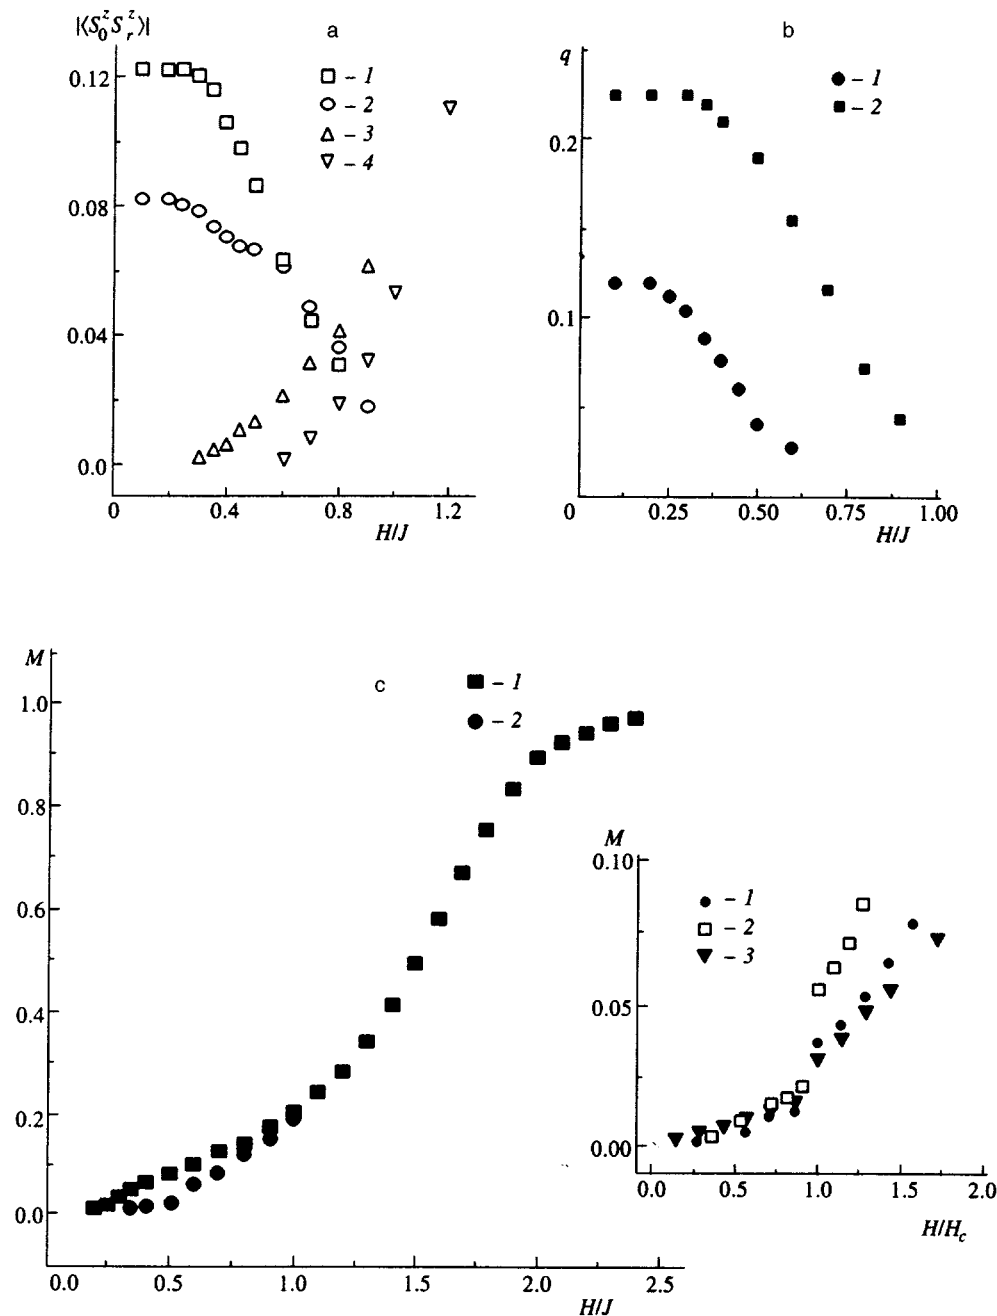 |⟨S₀ᶻSᵣᶻ⟩|
a
– 1
– 2
– 3
– 4
0.12
0.08
0.04
0.0
0 0.4 0.8 1.2
H/J
b
q
– 1
– 2
0.2
0.1
0 0.25 0.50 0.75 1.00
H/J
M
c
– 1
– 2
1.0
0.8
0.6
0.4
0.2
0.0
0.0 0.5 1.0 1.5 2.0 2.5
H/J
M
0.10
– 1
– 2
– 3
0.05
0.00
0.0 0.5 1.0 1.5 2.0
H/H_c